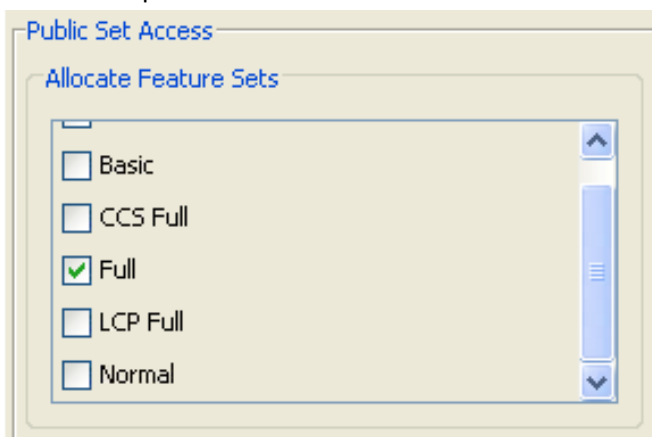 Public Set Access
Allocate Feature Sets
Basic
CCS Full
Full
LCP Full
Normal